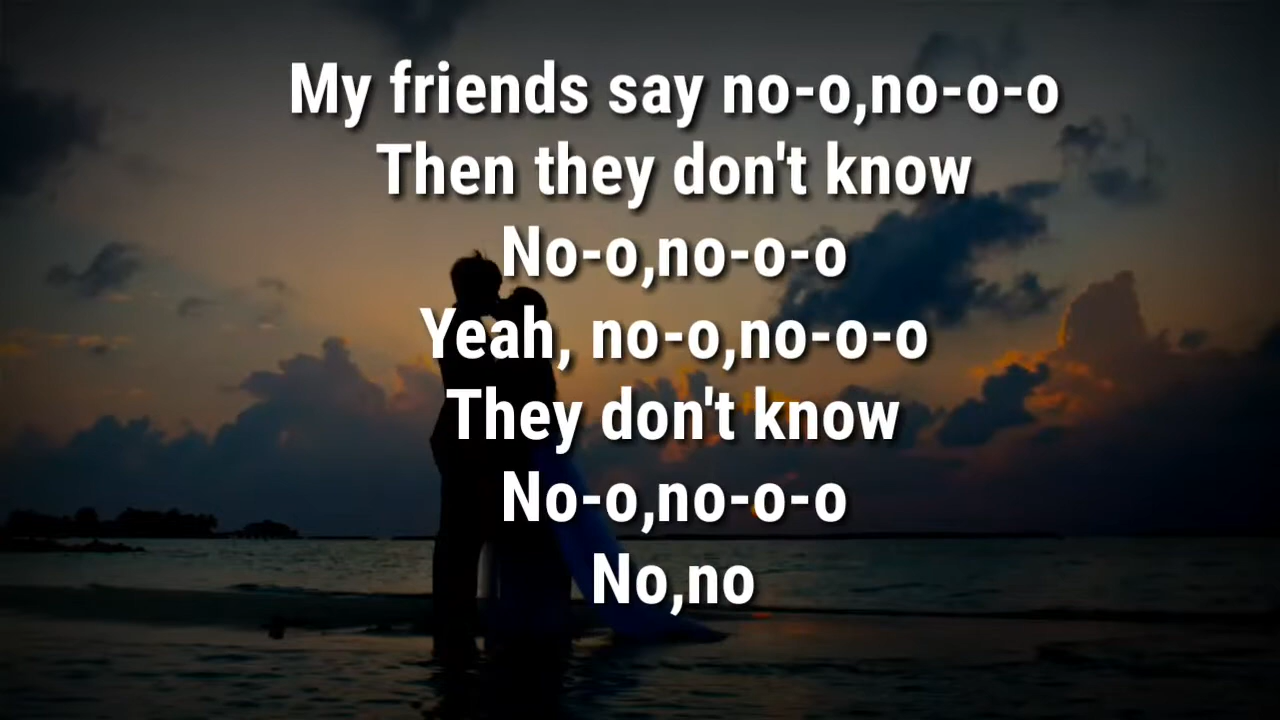 My friends say no-o,no-o-o
Then they don't know
No-o,no-o-o
Yeah, no-o,no-o-o
They don't know
No-o,no-o-o
No,no